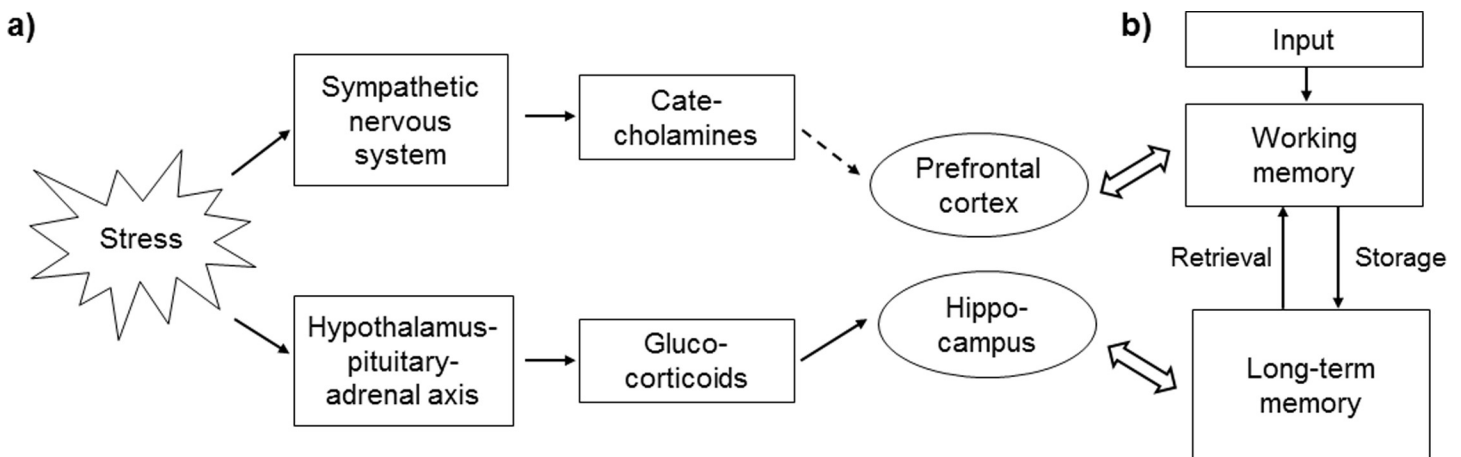 a)
Stress
Sympathetic
nervous
system
Cate-
cholamines
Prefrontal
cortex
Hypothalamus-
pituitary-
adrenal axis
Gluco-
corticoids
Hippo-
campus
b)
Input
Working
memory
Retrieval
Storage
Long-term
memory